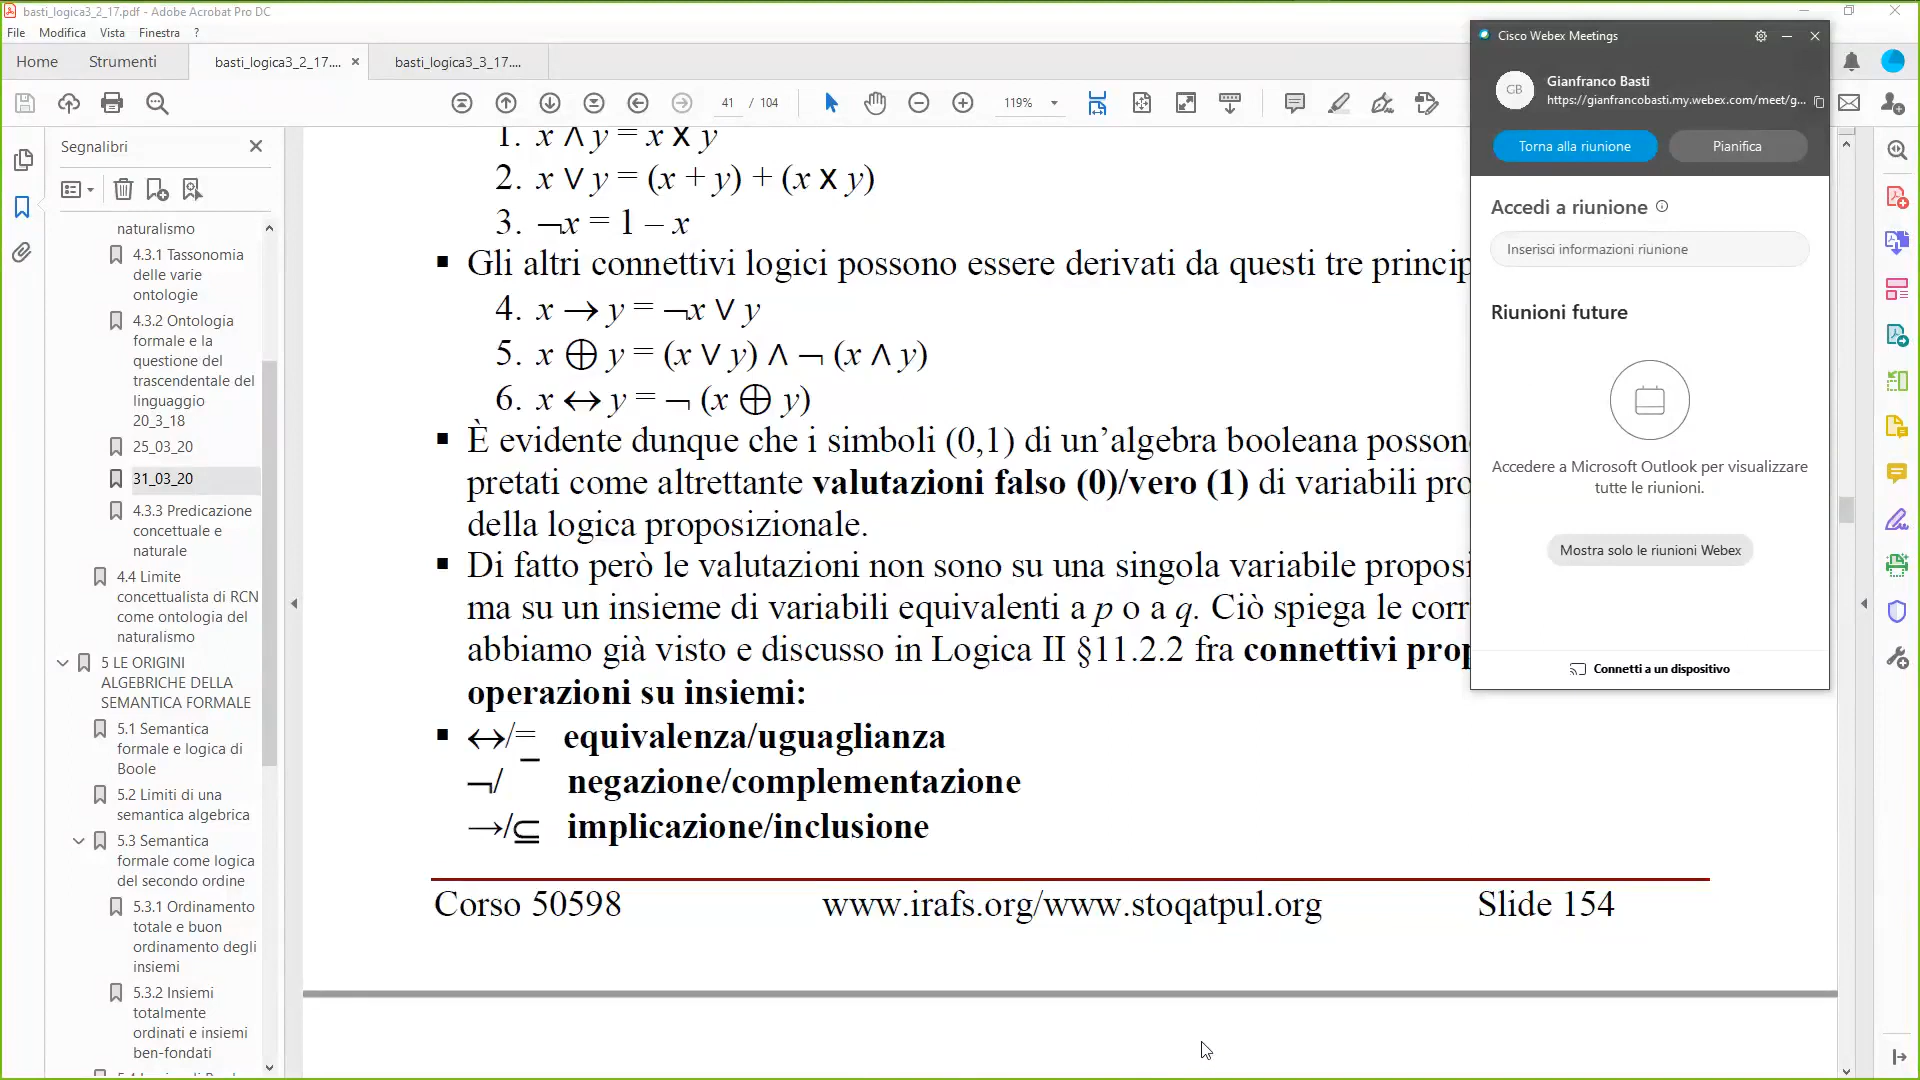 basti_logica3_2_17.pdf - Adobe Acrobat Pro DC
File Modifica Vista Finestra ?
Home Strumenti basti_logica3_2_17.... × basti_logica3_3_17....
41 / 104 119%
Segnalibri
naturalismo
4.3.1 Tassonomia
delle varie
ontologie
4.3.2 Ontologia
formale e la
questione del
trascendentale del
linguaggio
20_3_18
25_03_20
31_03_20
4.3.3 Predicazione
concettuale e
naturale
4.4 Limite
concettualista di RCN
come ontologia del
naturalismo
5 LE ORIGINI
ALGEBRICHE DELLA
SEMANTICA FORMALE
5.1 Semantica
formale e logica di
Boole
5.2 Limiti di una
semantica algebrica
5.3 Semantica
formale come logica
del secondo ordine
5.3.1 Ordinamento
totale e buon
ordinamento degli
insiemi
5.3.2 Insiemi
totalmente
ordinati e insiemi
ben-fondati
1. x ∧ y = x x y
2. x ∨ y = (x + y) + (x x y)
3. ¬x = 1 – x
▪ Gli altri connettivi logici possono essere derivati da questi tre princip
4. x → y = ¬x ∨ y
5. x ⊕ y = (x ∨ y) ∧ ¬ (x ∧ y)
6. x ↔ y = ¬ (x ⊕ y)
▪ È evidente dunque che i simboli (0,1) di un’algebra booleana posson
pretati come altrettante valutazioni falso (0)/vero (1) di variabili pro
della logica proposizionale.
▪ Di fatto però le valutazioni non sono su una singola variabile propos
ma su un insieme di variabili equivalenti a p o a q. Ciò spiega le corr
abbiamo già visto e discusso in Logica II §11.2.2 fra connettivi prop
operazioni su insiemi:
▪ ↔/= equivalenza/uguaglianza
¬/‾ negazione/complementazione
→/⊆ implicazione/inclusione
Corso 50598 www.irafs.org/www.stoqatpul.org Slide 154
Cisco Webex Meetings
GB
Gianfranco Basti
https://gianfrancobasti.my.webex.com/meet/g...
Torna alla riunione Pianifica
Accedi a riunione
Inserisci informazioni riunione
Riunioni future
Accedere a Microsoft Outlook per visualizzare
tutte le riunioni.
Mostra solo le riunioni Webex
Connetti a un dispositivo